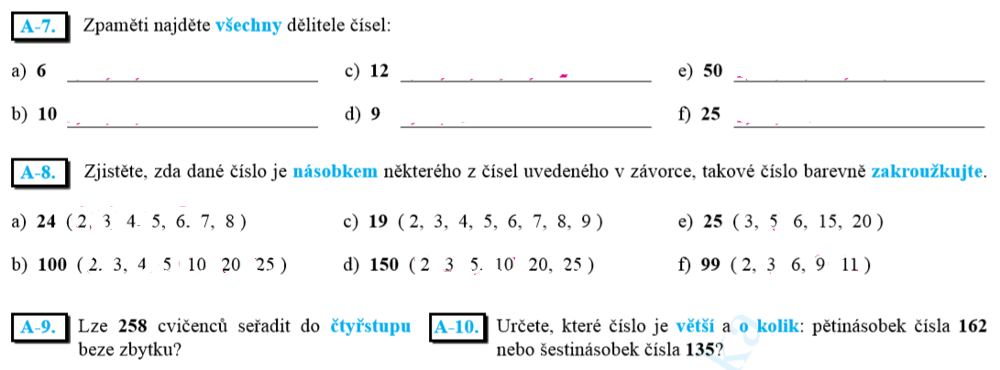 A-7. Zpaměti najděte všechny dělitele čísel:
a) 6 c) 12 e) 50
b) 10 d) 9 f) 25
A-8. Zjistěte, zda dané číslo je násobkem některého z čísel uvedeného v závorce, takové číslo barevně zakroužkujte.
a) 24 ( 2, 3 4. 5, 6. 7, 8 ) c) 19 ( 2, 3, 4, 5, 6, 7, 8, 9 ) e) 25 ( 3, 5 6, 15, 20 )
b) 100 ( 2. 3, 4 5 10 20 25 ) d) 150 ( 2 3 5. 10 20, 25 ) f) 99 ( 2, 3 6, 9 11 )
A-9. Lze 258 cvičenců seřadit do čtyřstupu
beze zbytku?
A-10. Určete, které číslo je větší a o kolik: pětinásobek čísla 162
nebo šestinásobek čísla 135?